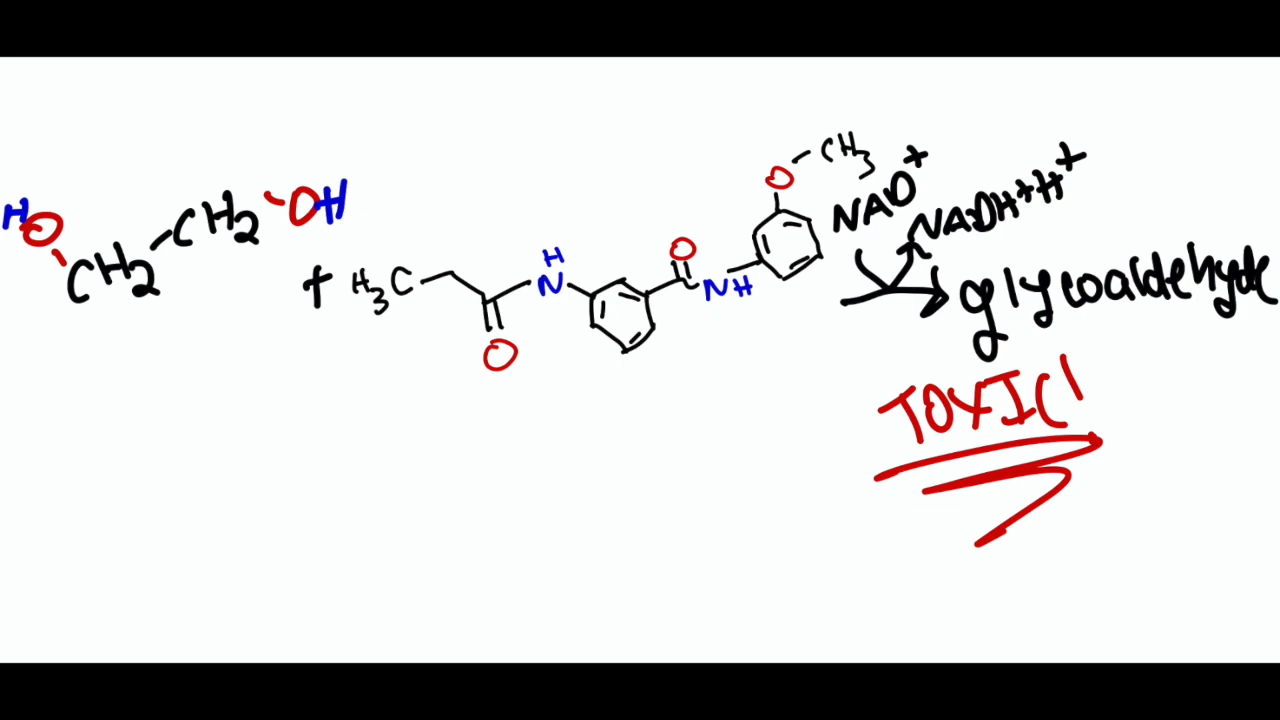 HO-CH2-CH2-OH
+ H3C
O
H
N
O
NH
O-CH3
NAD+
NADH+H+
glycoaldehyde
TOXIC!